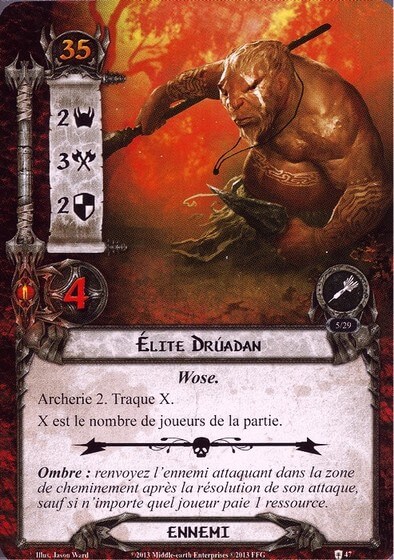 35
2
3
2
4
5/29
Élite Drúadan
Wose.
Archerie 2. Traque X.
X est le nombre de joueurs de la partie.
Ombre : renvoyez l'ennemi attaquant dans la zone
de cheminement après la résolution de son attaque,
sauf si n'importe quel joueur paie 1 ressource.
ENNEMI
Illut. Jason Ward ©2013 Middle-earth Enterprises ©2013 FFG 47